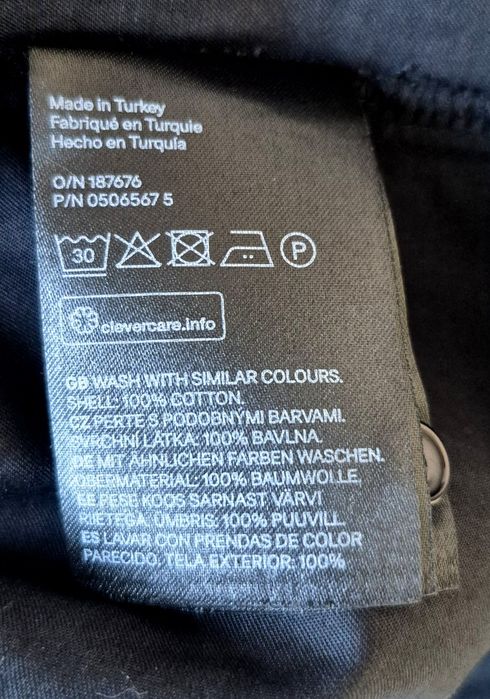 Made in Turkey
Fabriqué en Turquie
Hecho en Turquía
O/N 187676
P/N 0506567 5
30 P
clevercare.info
GB WASH WITH SIMILAR COLOURS.
SHELL: 100% COTTON.
CZ PERTE S PODOBNÝMI BARVAMI.
SVRCHNÍ LÁTKA: 100% BAVLNA.
DE MIT ÄHNLICHEN FARBEN WASCHEN.
OBERMATERIAL: 100% BAUMWOLLE.
EE PESE KOOS SARNAST VÄRVI
RIETEGA. ÜMBRIS: 100% PUUVILL.
ES LAVAR CON PRENDAS DE COLOR
PARECIDO. TELA EXTERIOR: 100%